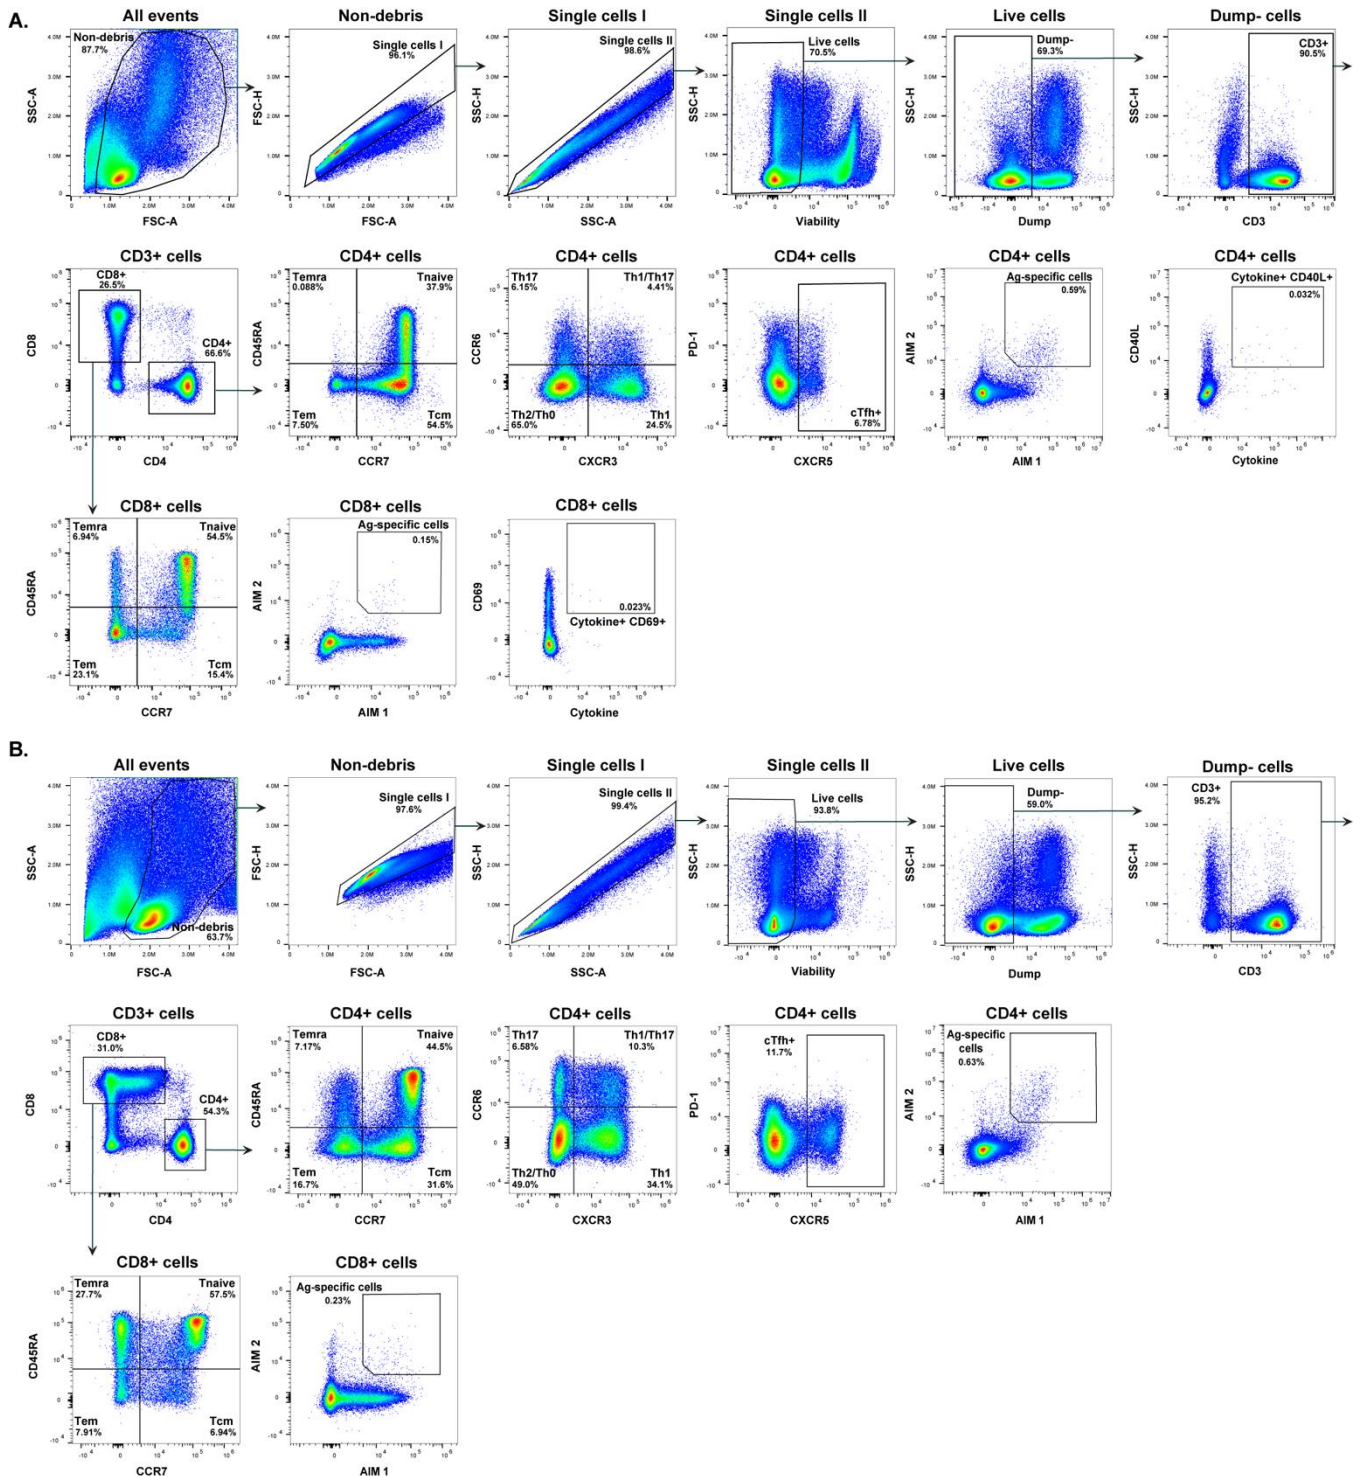 A.
All events
Non-debris
Single cells I
Single cells II
Live cells
Dump- cells
Non-debris
87.7%
Single cells I
96.1%
Single cells II
98.6%
Live cells
70.5%
Dump-
69.3%
CD3+
90.5%
SSC-A
FSC-A
FSC-H
FSC-A
SSC-H
SSC-A
SSC-H
Viability
SSC-H
Dump
SSC-H
CD3
CD3+ cells
CD4+ cells
CD4+ cells
CD4+ cells
CD4+ cells
CD4+ cells
CD8+
26.5%
CD4+
66.6%
CD8
CD4
Temra
0.088%
Tnaive
37.9%
Tem
7.50%
Tcm
54.5%
CD45RA
CCR7
Th17
6.15%
Th1/Th17
4.41%
Th2/Th0
65.0%
Th1
24.5%
CCR6
CXCR3
cTfh+
6.78%
PD-1
CXCR5
Ag-specific cells
0.59%
AIM 2
AIM 1
Cytokine+ CD40L+
0.032%
CD40L
Cytokine
CD8+ cells
CD8+ cells
CD8+ cells
Temra
6.94%
Tnaive
54.5%
Tem
23.1%
Tcm
15.4%
CD45RA
CCR7
Ag-specific cells
0.15%
AIM 2
AIM 1
0.023%
Cytokine+ CD69+
CD69
Cytokine
B.
All events
Non-debris
Single cells I
Single cells II
Live cells
Dump- cells
Non-debris
63.7%
Single cells I
97.6%
Single cells II
99.4%
Live cells
93.8%
Dump-
59.0%
CD3+
95.2%
SSC-A
FSC-A
FSC-H
FSC-A
SSC-H
SSC-A
SSC-H
Viability
SSC-H
Dump
SSC-H
CD3
CD3+ cells
CD4+ cells
CD4+ cells
CD4+ cells
CD4+ cells
CD8+
31.0%
CD4+
54.3%
CD8
CD4
Temra
7.17%
Tnaive
44.5%
Tem
16.7%
Tcm
31.6%
CD45RA
CCR7
Th17
6.58%
Th1/Th17
10.3%
Th2/Th0
49.0%
Th1
34.1%
CCR6
CXCR3
cTfh+
11.7%
PD-1
CXCR5
Ag-specific
cells
0.63%
AIM 2
AIM 1
CD8+ cells
CD8+ cells
Temra
27.7%
Tnaive
57.5%
Tem
7.91%
Tcm
6.94%
CD45RA
CCR7
Ag-specific cells
0.23%
AIM 2
AIM 1